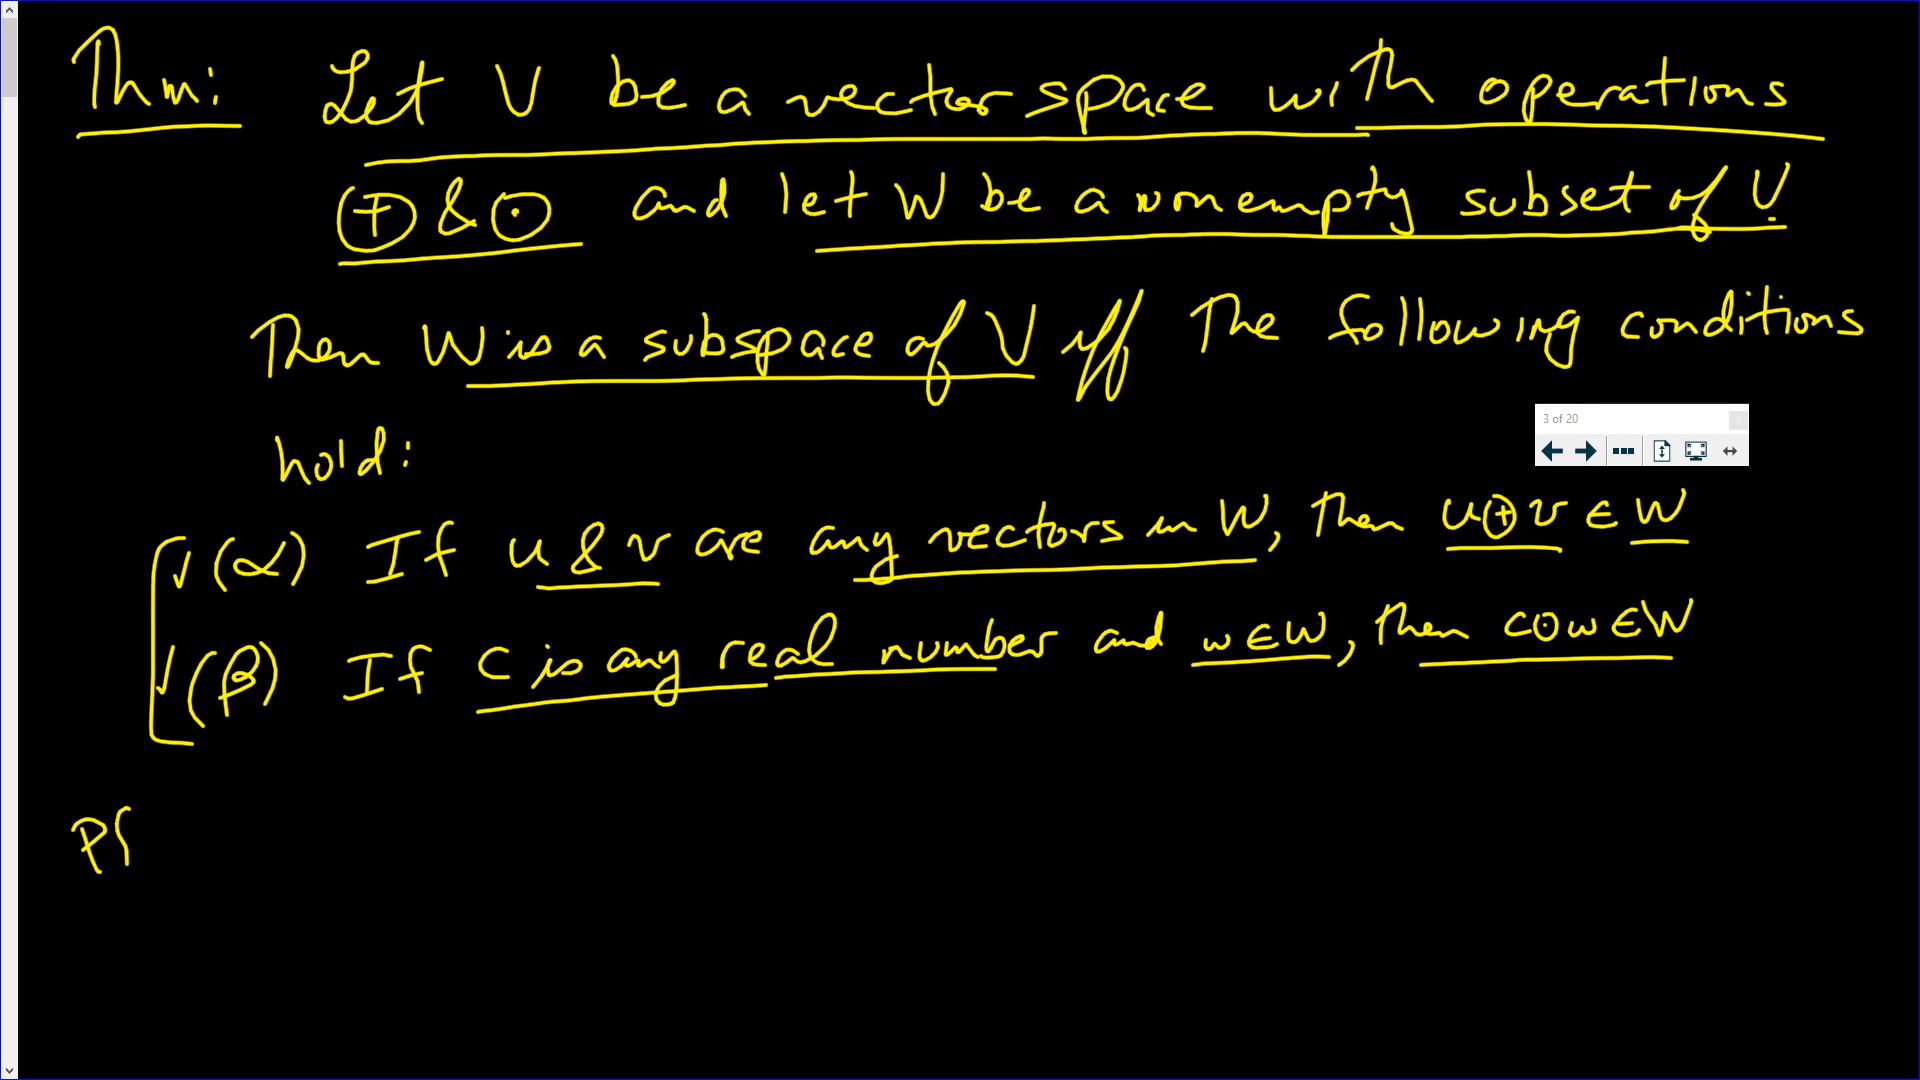 Thm: Let V be a vector space with operations
⊕ & ⊙ and let W be a nonempty subset of V.
Then W is a subspace of V iff The following conditions
hold:
3 of 20
✓ (α) If u & v are any vectors in W, Then u⊕v ∈ W
✓ (β) If c is any real number and w∈W, Then c⊙w∈W
Pf